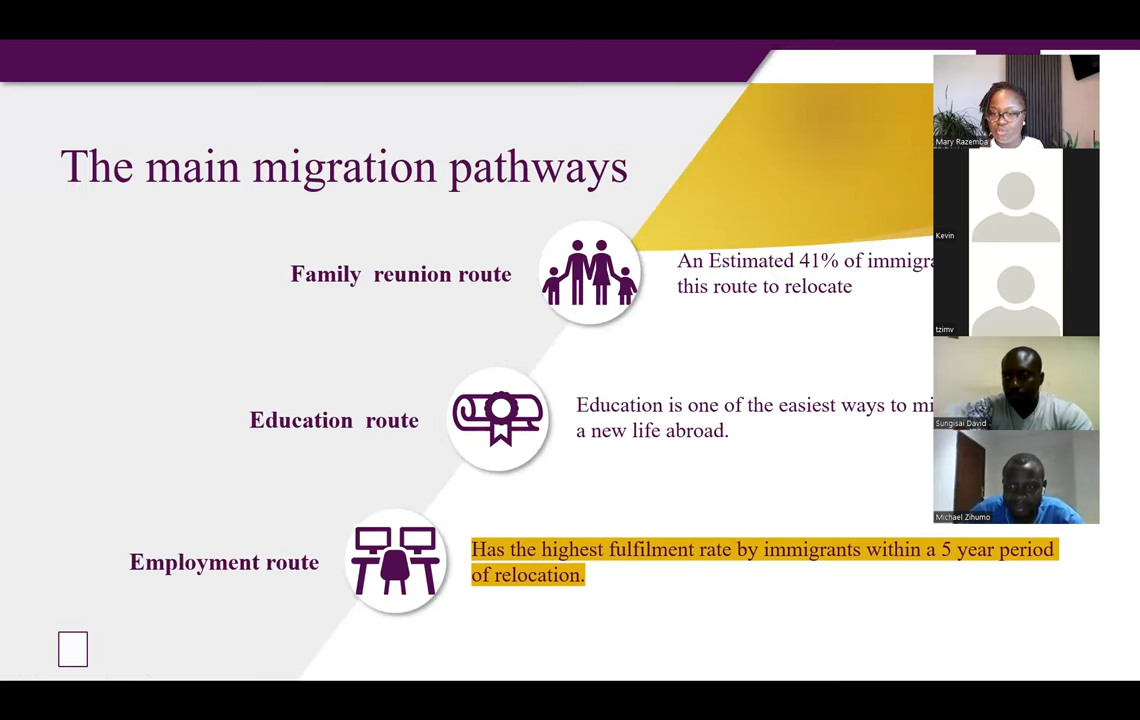 The main migration pathways
Family reunion route
An Estimated 41% of immigra
this route to relocate
Education route
Education is one of the easiest ways to mi
a new life abroad.
Employment route
Has the highest fulfilment rate by immigrants within a 5 year period
of relocation.
Mary Razemba
Kevin
tzimv
Sungisai David
Michael Zihumo